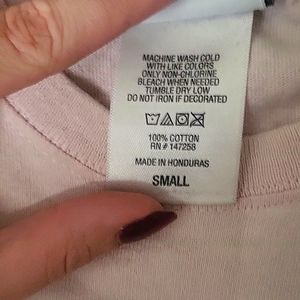 MACHINE WASH COLD
WITH LIKE COLORS
ONLY NON-CHLORINE
BLEACH WHEN NEEDED
TUMBLE DRY LOW
DO NOT IRON IF DECORATED
100% COTTON
RN # 147258
MADE IN HONDURAS
SMALL